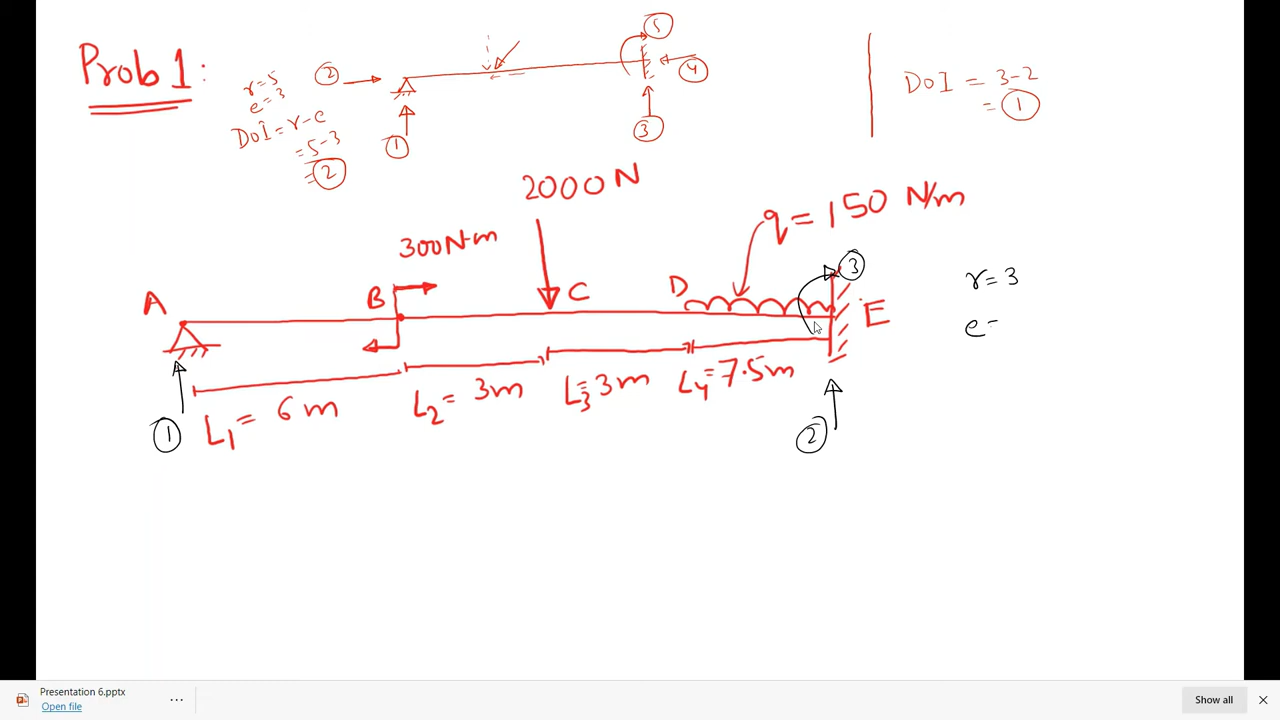 Prob 1:
r=5
e=3
DoI = r-e
= 5-3
= 2
2
1
5
4
3
DoI = 3-2
= 1
2000 N
q = 150 N/m
300 N·m
A
B
C
D
E
3
r=3
e-
L1 = 6 m
L2 = 3m
L3 = 3m
L4 = 7.5m
1
2
Presentation 6.pptx
Open file
...
Show all